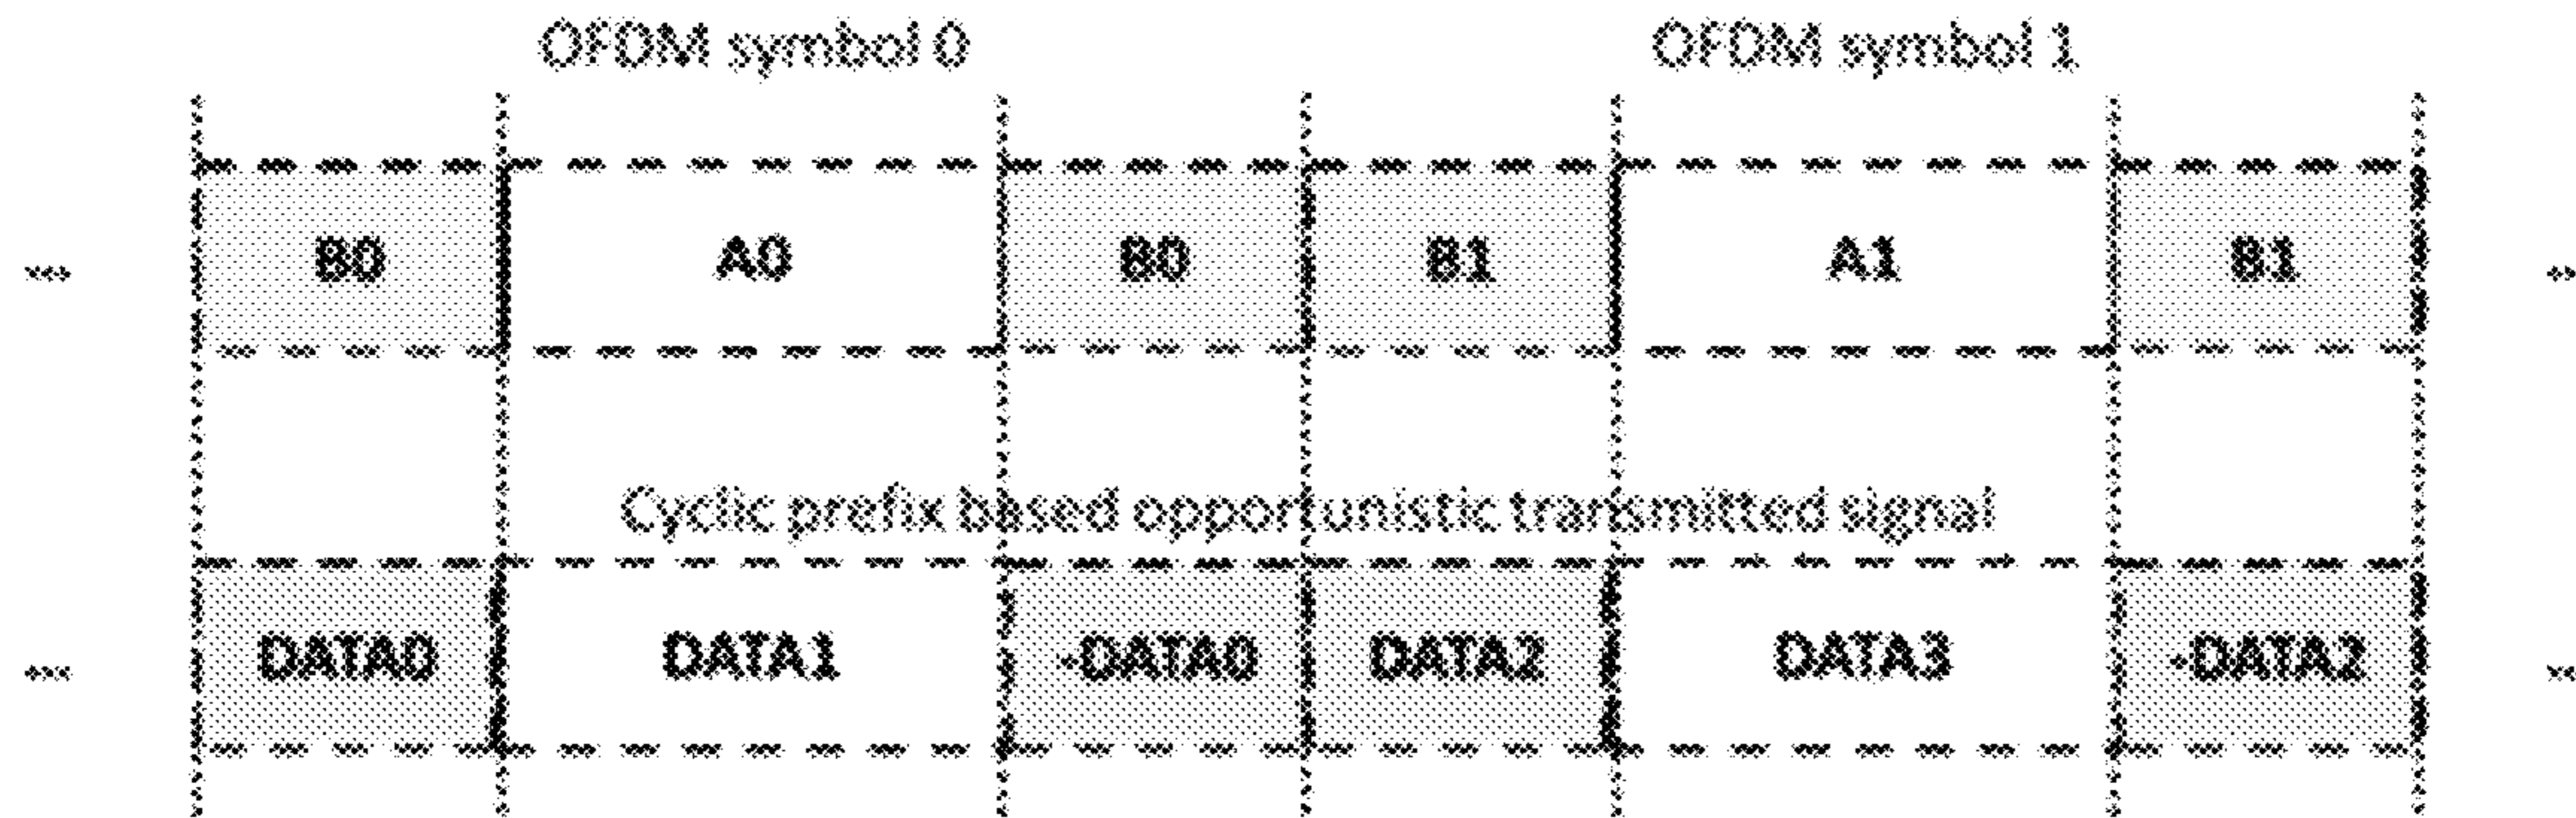 OFDM symbol 0 OFDM symbol 1
... B0 A0 B0 B1 A1 B1 ...
Cyclic prefix based opportunistic transmitted signal
... DATA0 DATA1 -DATA0 DATA2 DATA3 -DATA2 ...